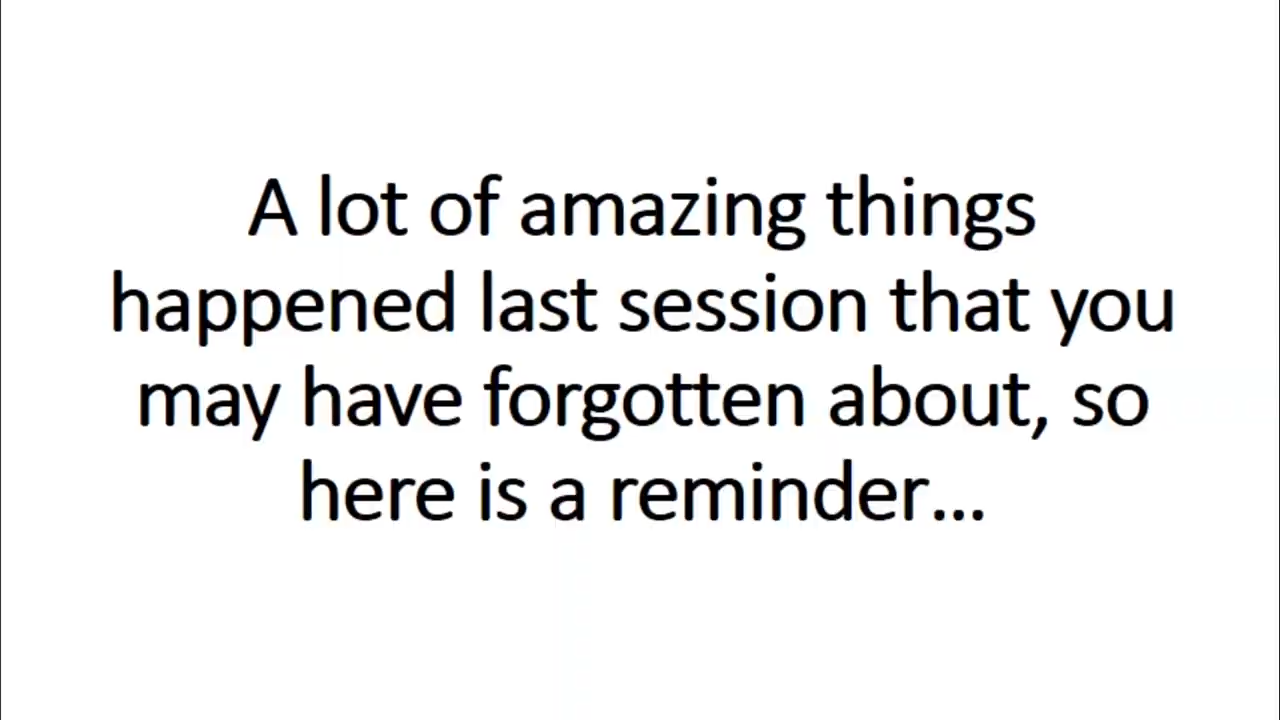 A lot of amazing things
happened last session that you
may have forgotten about, so
here is a reminder...